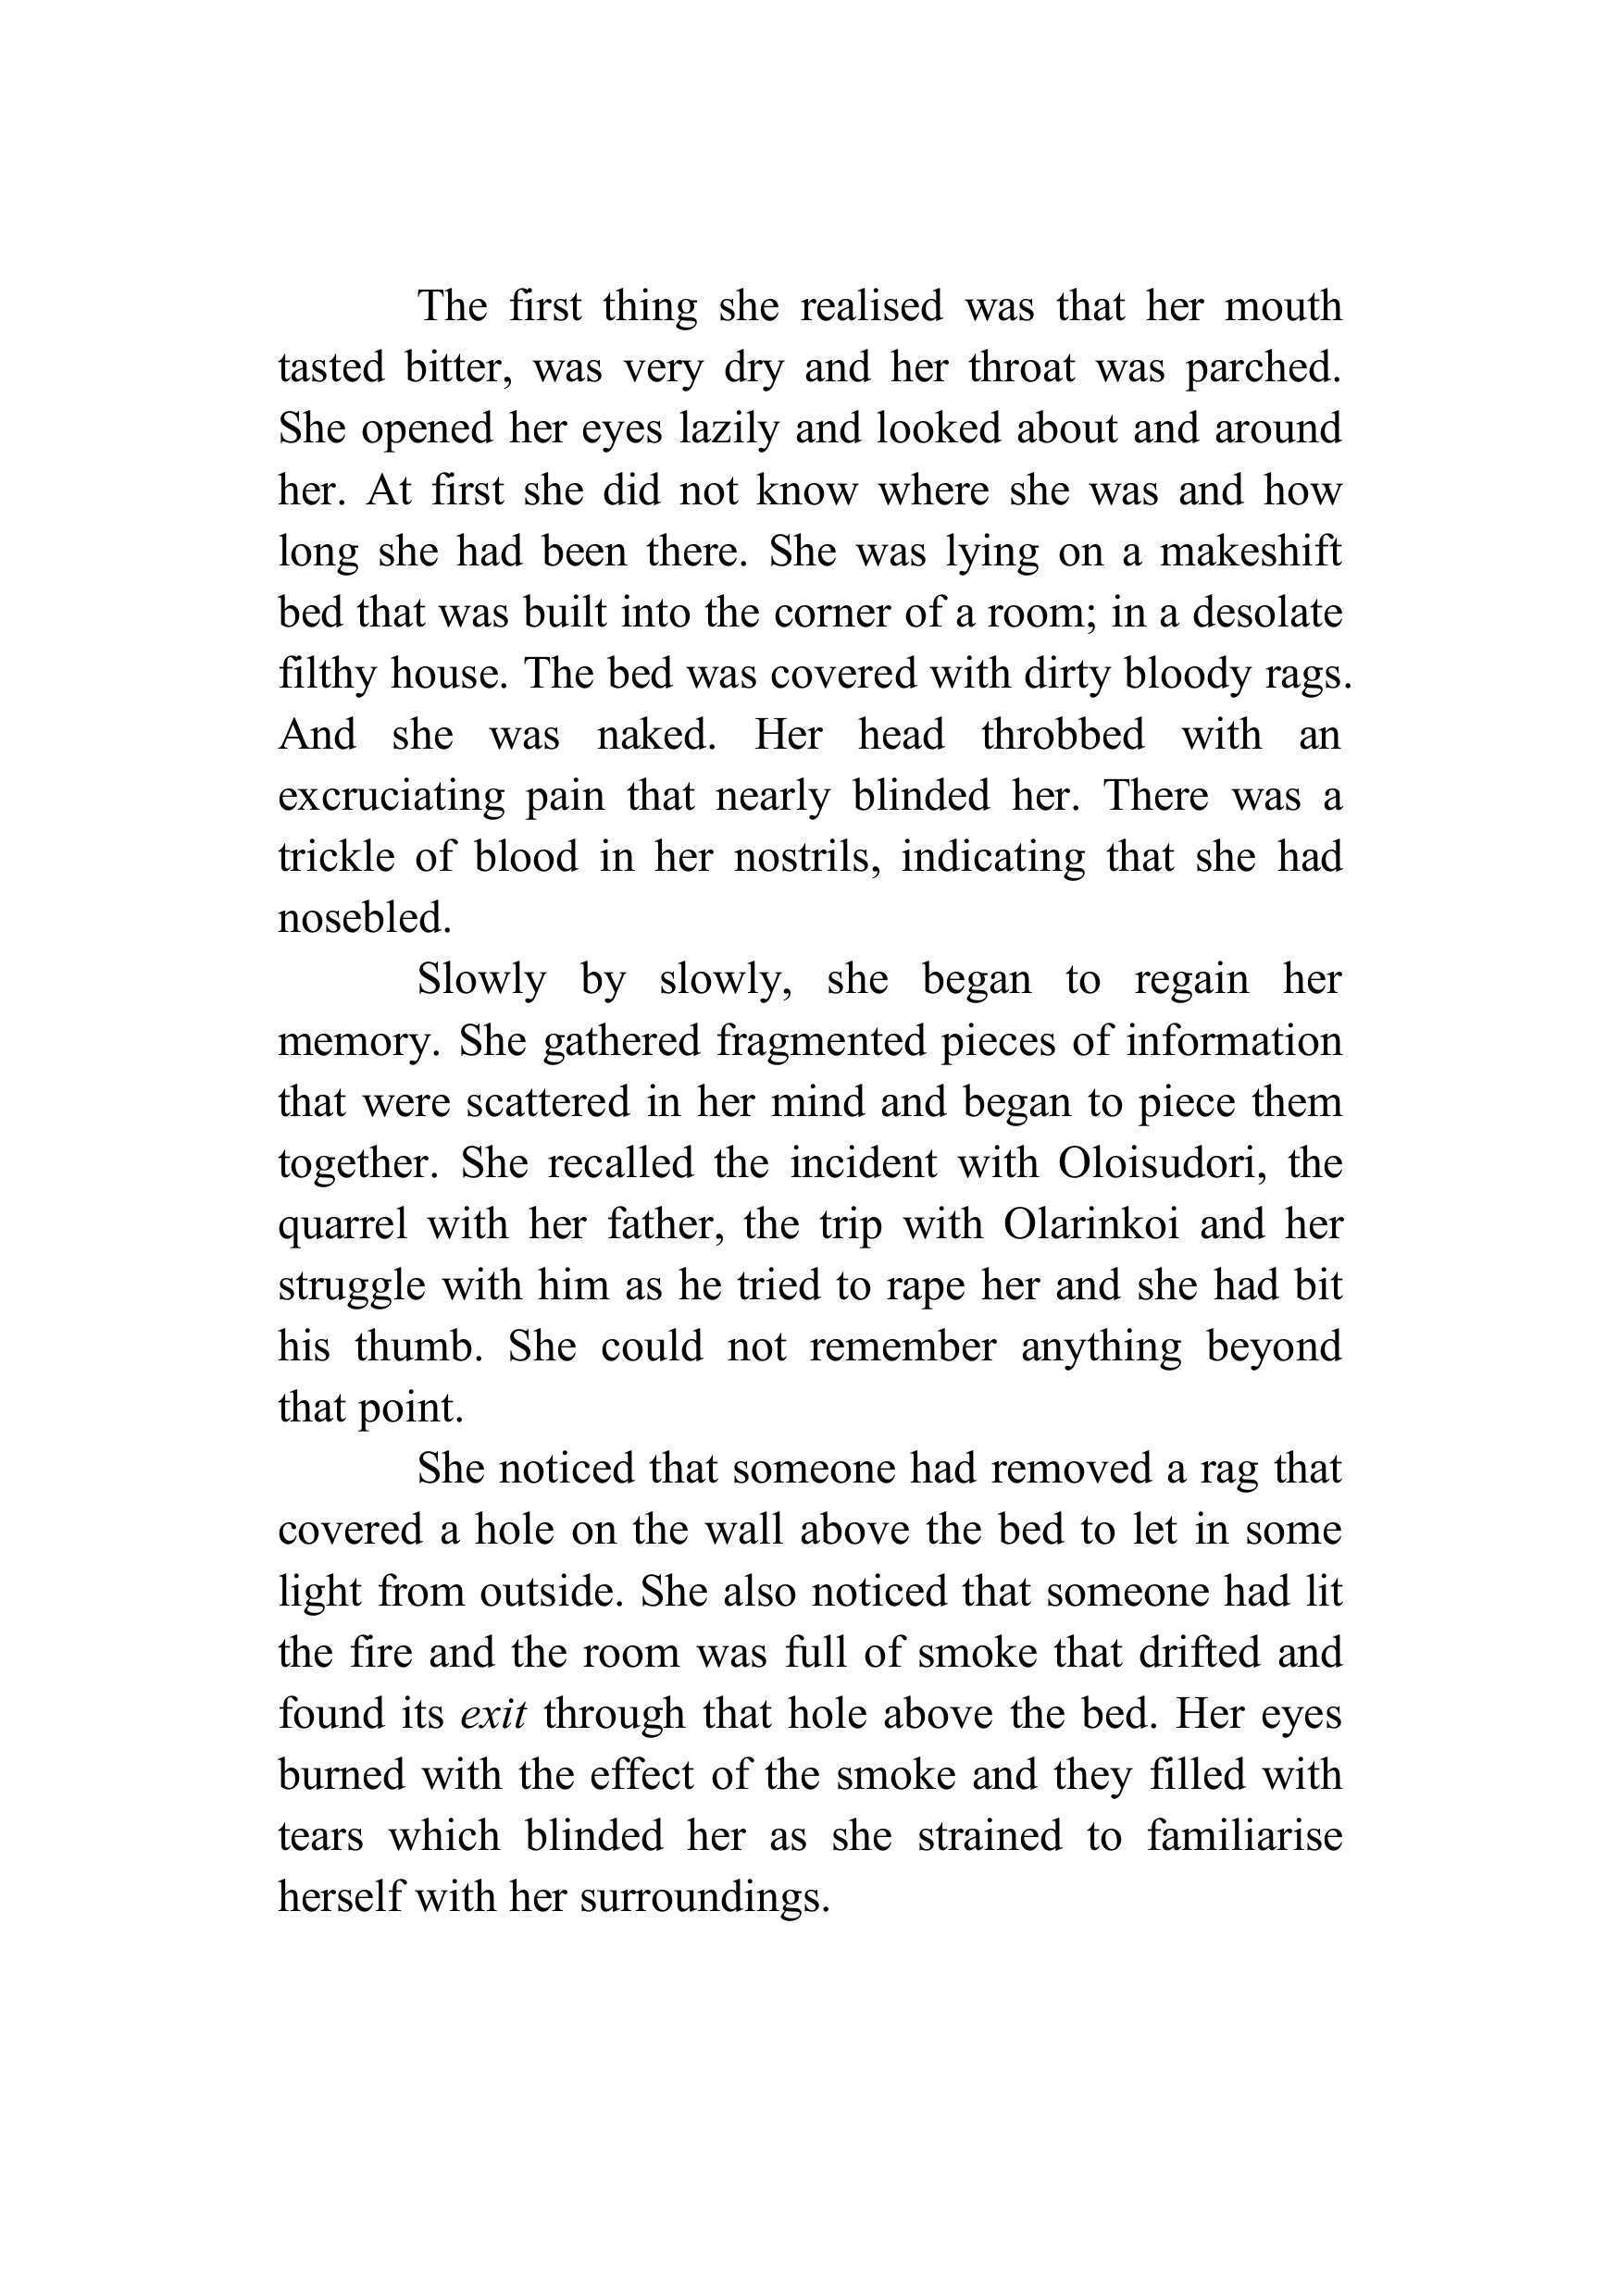 The first thing she realised was that her mouth
tasted bitter, was very dry and her throat was parched.
She opened her eyes lazily and looked about and around
her. At first she did not know where she was and how
long she had been there. She was lying on a makeshift
bed that was built into the corner of a room; in a desolate
filthy house. The bed was covered with dirty bloody rags.
And she was naked. Her head throbbed with an
excruciating pain that nearly blinded her. There was a
trickle of blood in her nostrils, indicating that she had
nosebled.
Slowly by slowly, she began to regain her
memory. She gathered fragmented pieces of information
that were scattered in her mind and began to piece them
together. She recalled the incident with Oloisudori, the
quarrel with her father, the trip with Olarinkoi and her
struggle with him as he tried to rape her and she had bit
his thumb. She could not remember anything beyond
that point.
She noticed that someone had removed a rag that
covered a hole on the wall above the bed to let in some
light from outside. She also noticed that someone had lit
the fire and the room was full of smoke that drifted and
found its exit through that hole above the bed. Her eyes
burned with the effect of the smoke and they filled with
tears which blinded her as she strained to familiarise
herself with her surroundings.